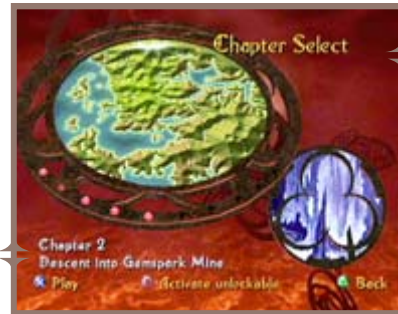 Chapter Select
Chapter 2
Descent Into Gemspark Mine
Play
Activate unlockable
Back